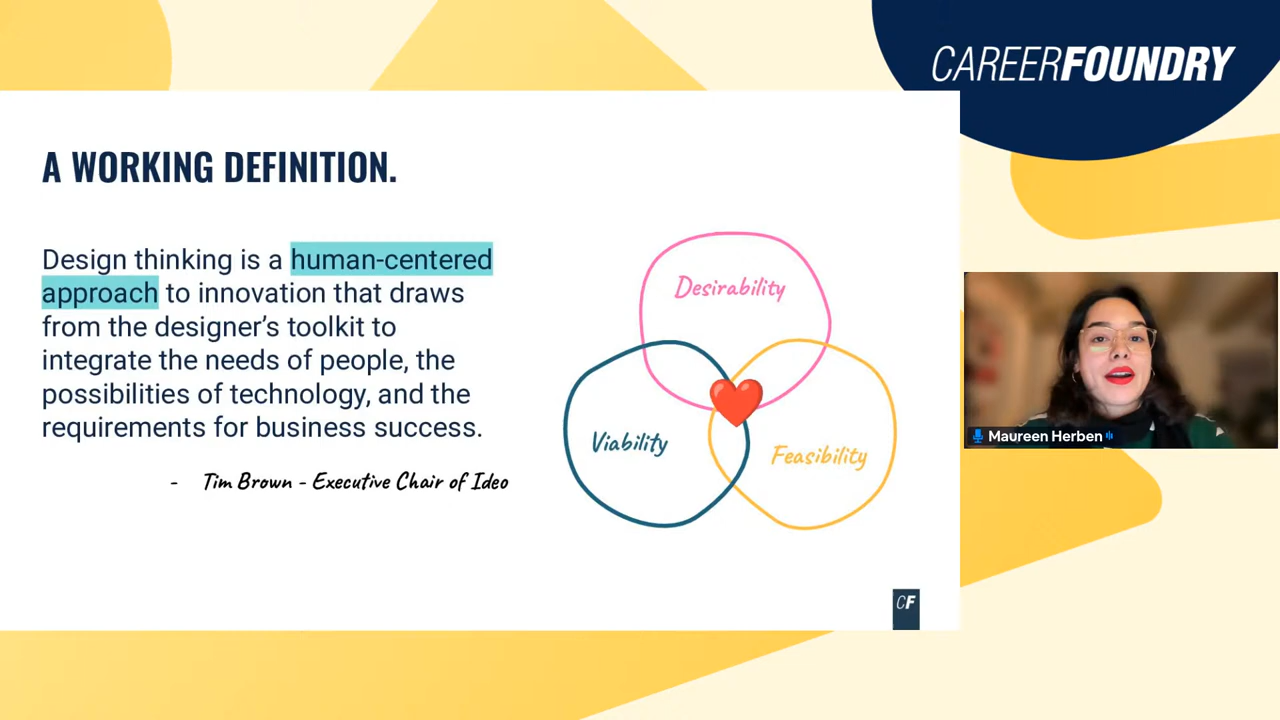 CAREERFOUNDRY
A WORKING DEFINITION.
Design thinking is a human-centered
approach to innovation that draws
from the designer’s toolkit to
integrate the needs of people, the
possibilities of technology, and the
requirements for business success.
- Tim Brown - Executive Chair of Ideo
Desirability
Viability
Feasibility
Maureen Herben
CF